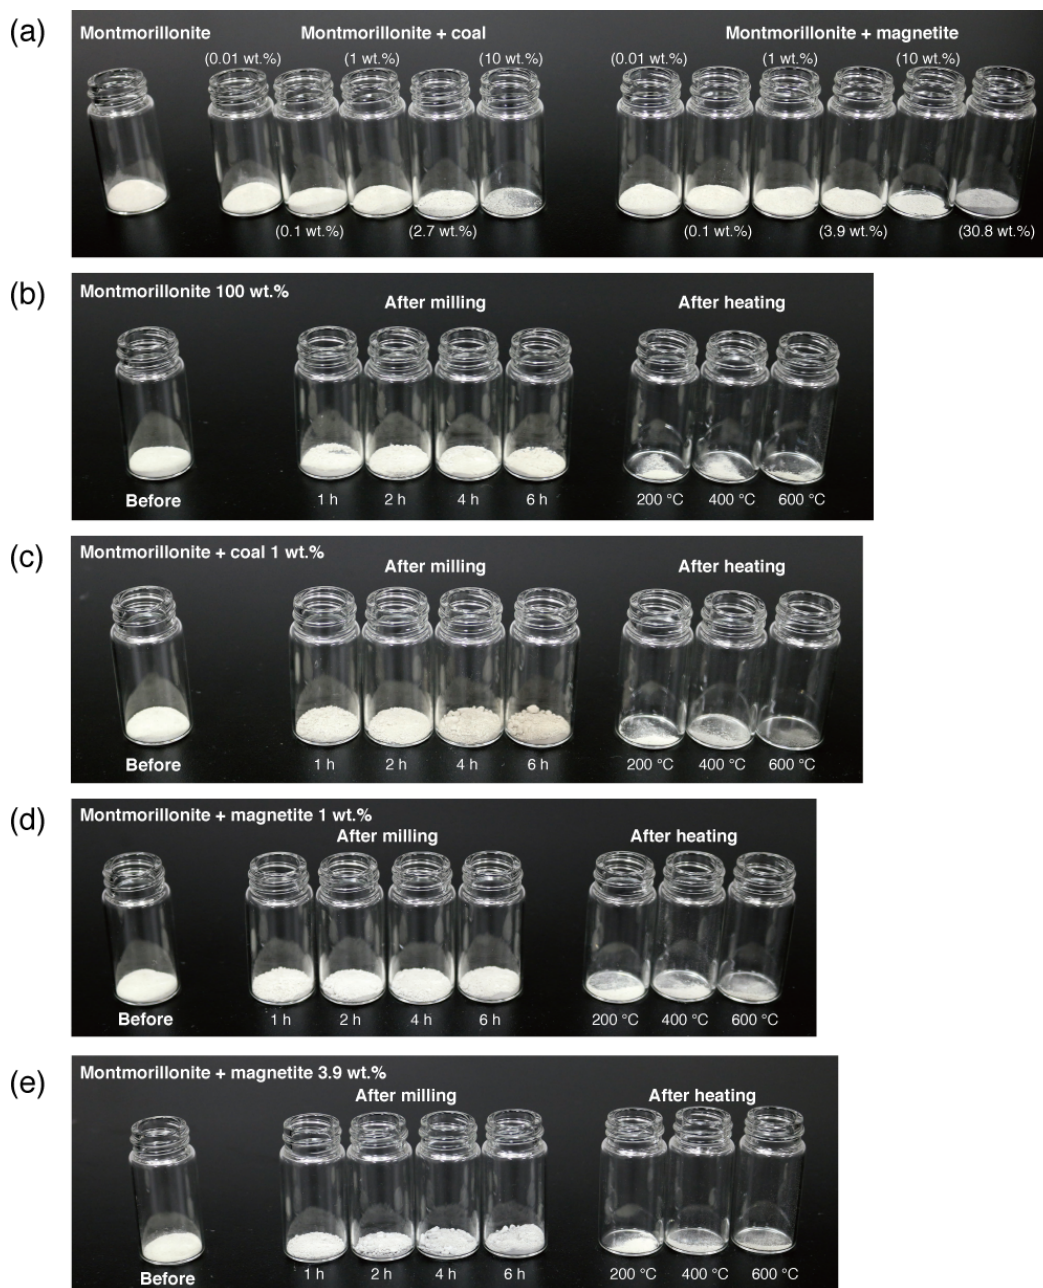 (a)
Montmorillonite
Montmorillonite + coal
Montmorillonite + magnetite
(0.01 wt.%)
(1 wt.%)
(10 wt.%)
(0.01 wt.%)
(1 wt.%)
(10 wt.%)
(0.1 wt.%)
(2.7 wt.%)
(0.1 wt.%)
(3.9 wt.%)
(30.8 wt.%)
(b)
Montmorillonite 100 wt.%
After milling
After heating
Before
1 h
2 h
4 h
6 h
200 °C
400 °C
600 °C
(c)
Montmorillonite + coal 1 wt.%
After milling
After heating
Before
1 h
2 h
4 h
6 h
200 °C
400 °C
600 °C
(d)
Montmorillonite + magnetite 1 wt.%
After milling
After heating
Before
1 h
2 h
4 h
6 h
200 °C
400 °C
600 °C
(e)
Montmorillonite + magnetite 3.9 wt.%
After milling
After heating
Before
1 h
2 h
4 h
6 h
200 °C
400 °C
600 °C